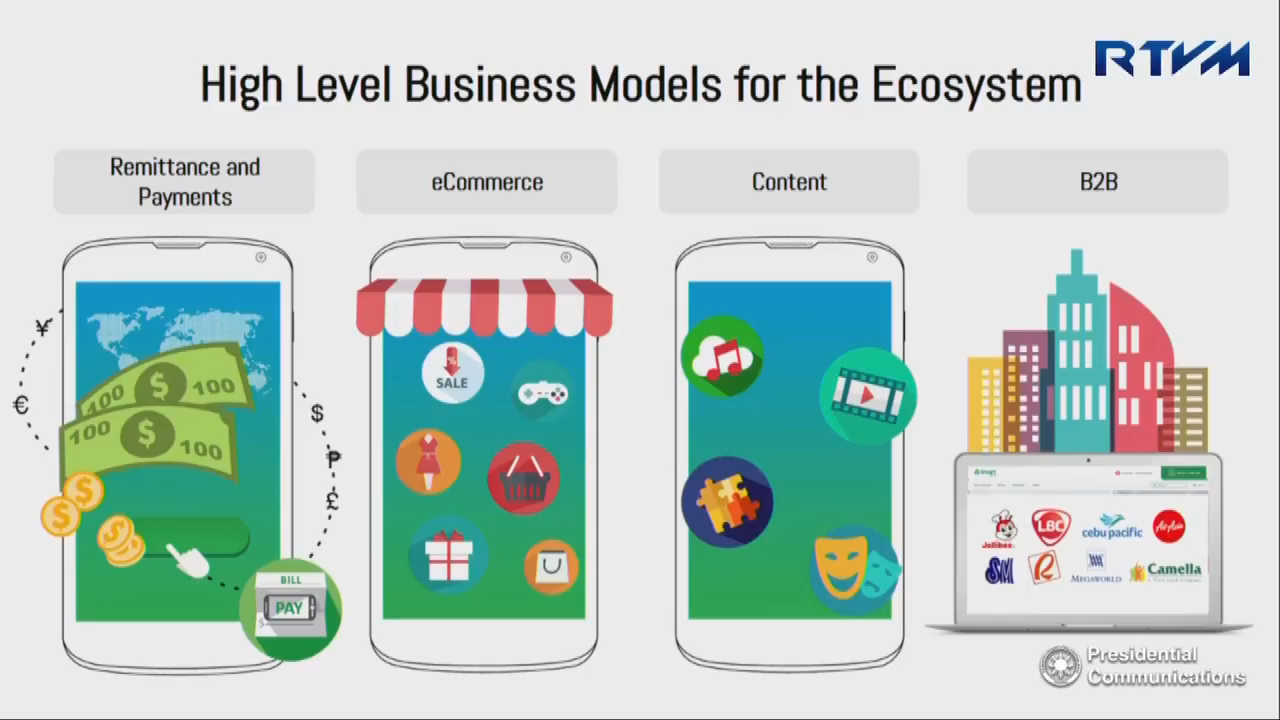 RTVM
High Level Business Models for the Ecosystem
Remittance and
Payments
eCommerce
Content
B2B
¥
€
$
₱
£
100 $ 100
100 $ 100
$
$
BILL
PAY
$
%
SALE
Jollibee
LBC
cebu pacific
AirAsia
SM
R
MEGAWORLD
Camella
Presidential
Communications